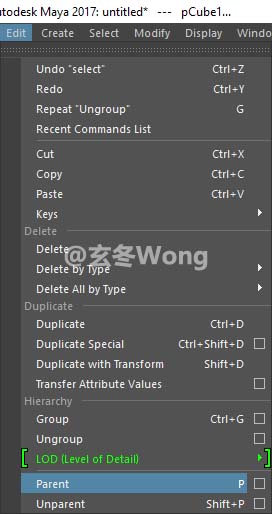 utodesk Maya 2017: untitled* --- pCube1...
Edit Create Select Modify Display Windo
Undo "select" Ctrl+Z
Redo Ctrl+Y
Repeat "Ungroup" G
Recent Commands List
Cut Ctrl+X
Copy Ctrl+C
Paste Ctrl+V
Keys
Delete
Delete
Delete by Type
Delete All by Type
@玄冬Wong
Duplicate
Duplicate Ctrl+D
Duplicate Special Ctrl+Shift+D
Duplicate with Transform Shift+D
Transfer Attribute Values
Hierarchy
Group Ctrl+G
Ungroup
LOD (Level of Detail)
Parent P
Unparent Shift+P